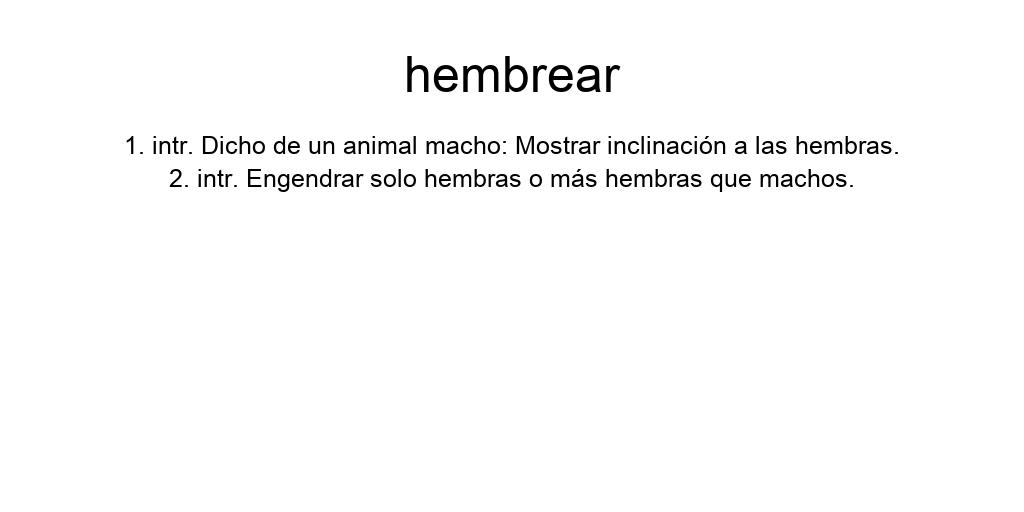 hembrear
1. intr. Dicho de un animal macho: Mostrar inclinación a las hembras.
2. intr. Engendrar solo hembras o más hembras que machos.